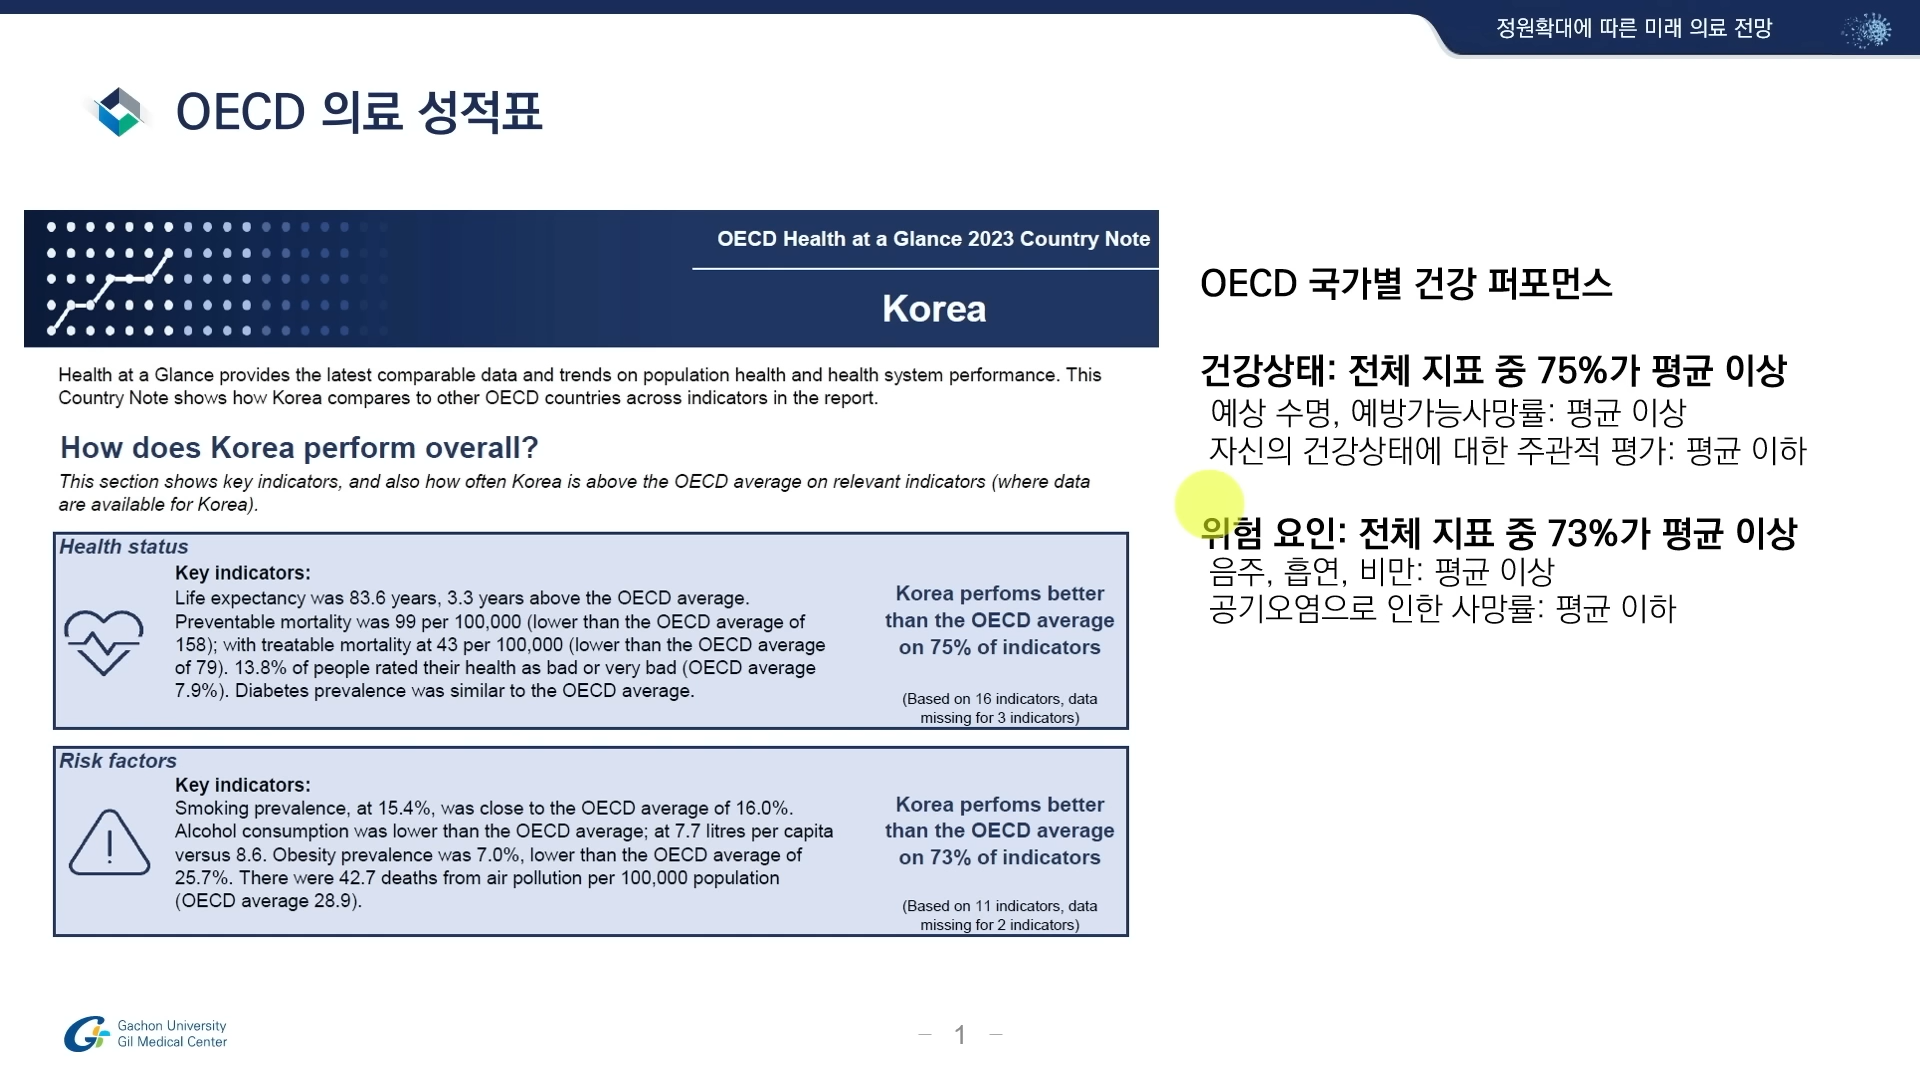 정원확대에 따른 미래 의료 전망
OECD 의료 성적표
OECD Health at a Glance 2023 Country Note
Korea
Health at a Glance provides the latest comparable data and trends on population health and health system performance. This
Country Note shows how Korea compares to other OECD countries across indicators in the report.
How does Korea perform overall?
This section shows key indicators, and also how often Korea is above the OECD average on relevant indicators (where data
are available for Korea).
Health status
Key indicators:
Life expectancy was 83.6 years, 3.3 years above the OECD average.
Preventable mortality was 99 per 100,000 (lower than the OECD average of
158); with treatable mortality at 43 per 100,000 (lower than the OECD average
of 79). 13.8% of people rated their health as bad or very bad (OECD average
7.9%). Diabetes prevalence was similar to the OECD average.
Korea perfoms better
than the OECD average
on 75% of indicators
(Based on 16 indicators, data
missing for 3 indicators)
Risk factors
Key indicators:
Smoking prevalence, at 15.4%, was close to the OECD average of 16.0%.
Alcohol consumption was lower than the OECD average; at 7.7 litres per capita
versus 8.6. Obesity prevalence was 7.0%, lower than the OECD average of
25.7%. There were 42.7 deaths from air pollution per 100,000 population
(OECD average 28.9).
Korea perfoms better
than the OECD average
on 73% of indicators
(Based on 11 indicators, data
missing for 2 indicators)
OECD 국가별 건강 퍼포먼스
건강상태: 전체 지표 중 75%가 평균 이상
예상 수명, 예방가능사망률: 평균 이상
자신의 건강상태에 대한 주관적 평가: 평균 이하
위험 요인: 전체 지표 중 73%가 평균 이상
음주, 흡연, 비만: 평균 이상
공기오염으로 인한 사망률: 평균 이하
Gachon University
Gil Medical Center
– 1 –